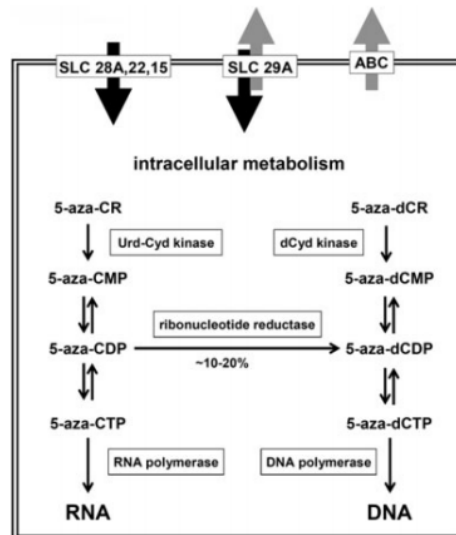 SLC 28A,22,15 SLC 29A ABC
intracellular metabolism
5-aza-CR 5-aza-dCR
Urd-Cyd kinase dCyd kinase
5-aza-CMP 5-aza-dCMP
ribonucleotide reductase
5-aza-CDP 5-aza-dCDP
~10-20%
5-aza-CTP 5-aza-dCTP
RNA polymerase DNA polymerase
RNA DNA